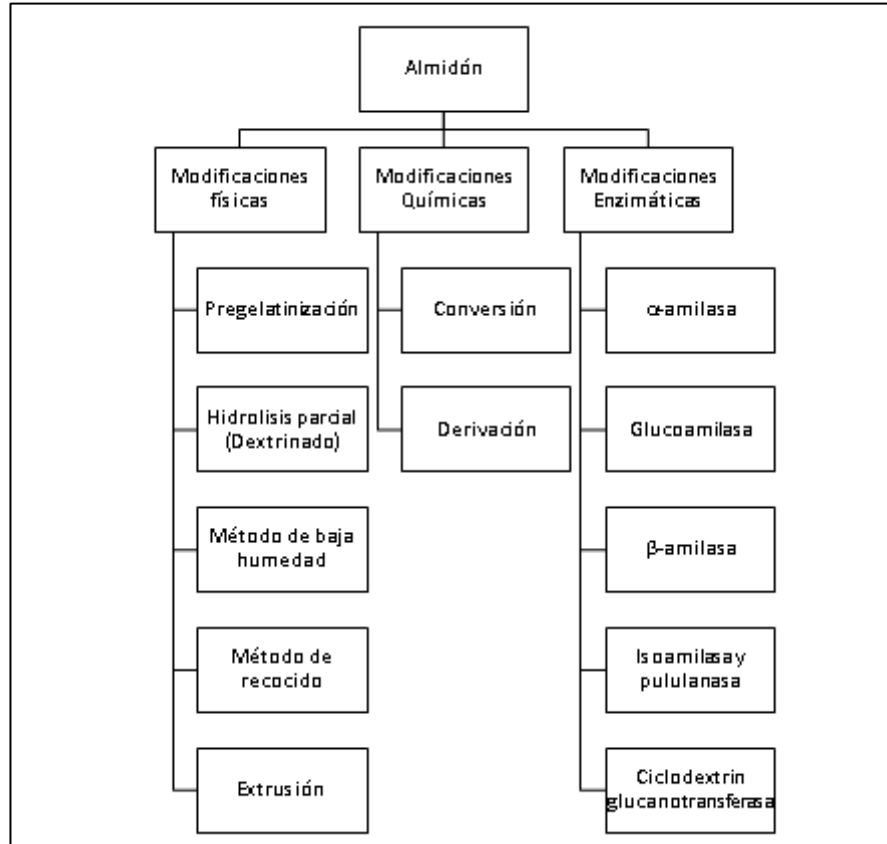 Almidón
Modificaciones
físicas
Modificaciones
Químicas
Modificaciones
Enzimáticas
Pregelatinización
Hidrolisis parcial
(Dextrinado)
Método de baja
humedad
Método de
recocido
Extrusión
Conversión
Derivación
α-amilasa
Glucoamilasa
β-amilasa
Isoamilasa y
pululanasa
Ciclodextrin
glucanotransferasa